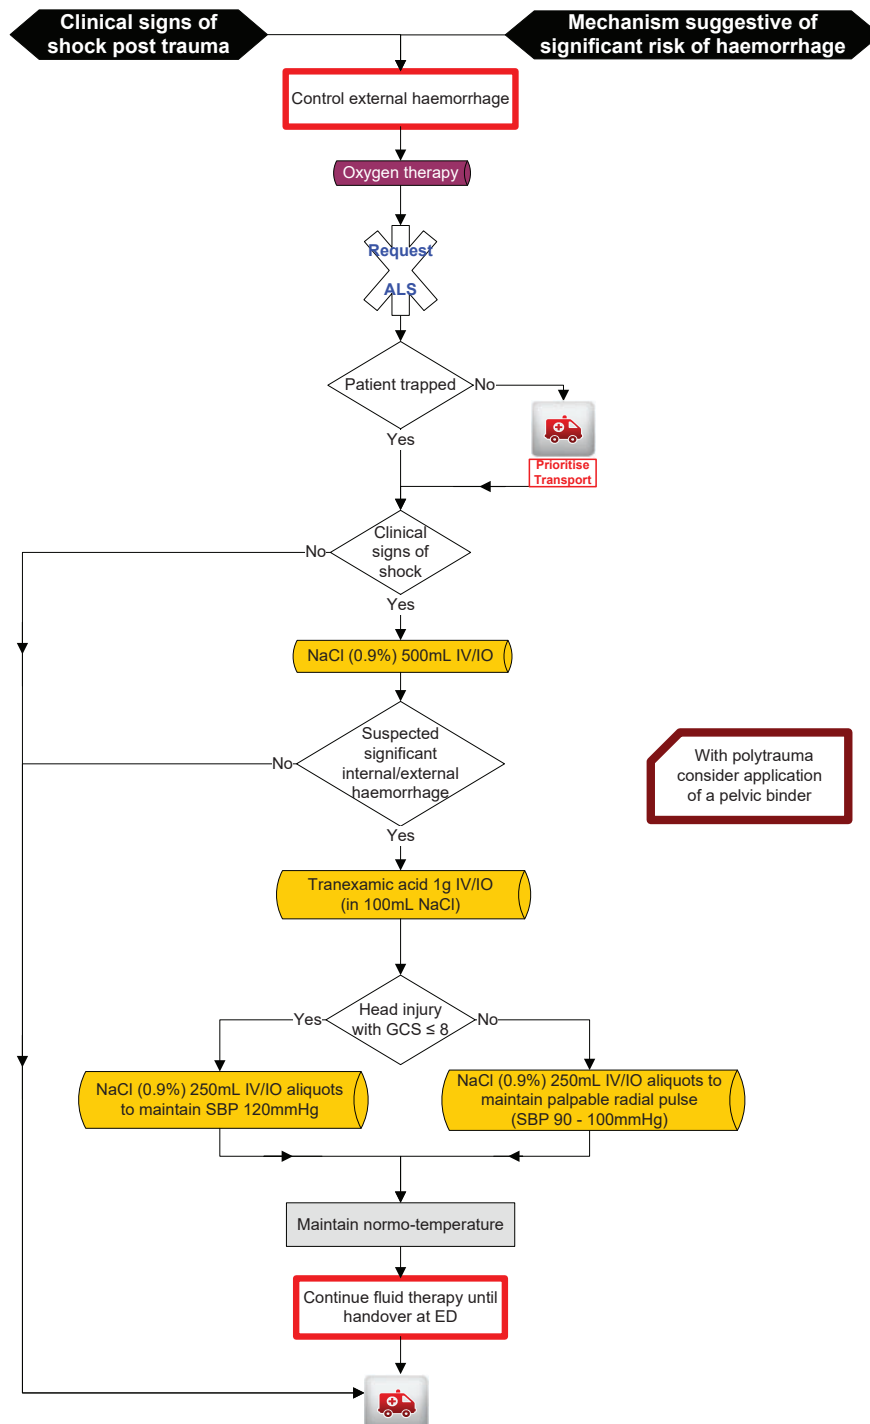 Clinical signs of
shock post trauma
Mechanism suggestive of
significant risk of haemorrhage
Control external haemorrhage
Oxygen therapy
Request
ALS
Patient trapped
No
Yes
Prioritise
Transport
Clinical
signs of
shock
No
Yes
NaCl (0.9%) 500mL IV/IO
Suspected
significant
internal/external
haemorrhage
No
Yes
With polytrauma
consider application
of a pelvic binder
Tranexamic acid 1g IV/IO
(in 100mL NaCl)
Head injury
with GCS ≤ 8
Yes
No
NaCl (0.9%) 250mL IV/IO aliquots
to maintain SBP 120mmHg
NaCl (0.9%) 250mL IV/IO aliquots to
maintain palpable radial pulse
(SBP 90 - 100mmHg)
Maintain normo-temperature
Continue fluid therapy until
handover at ED